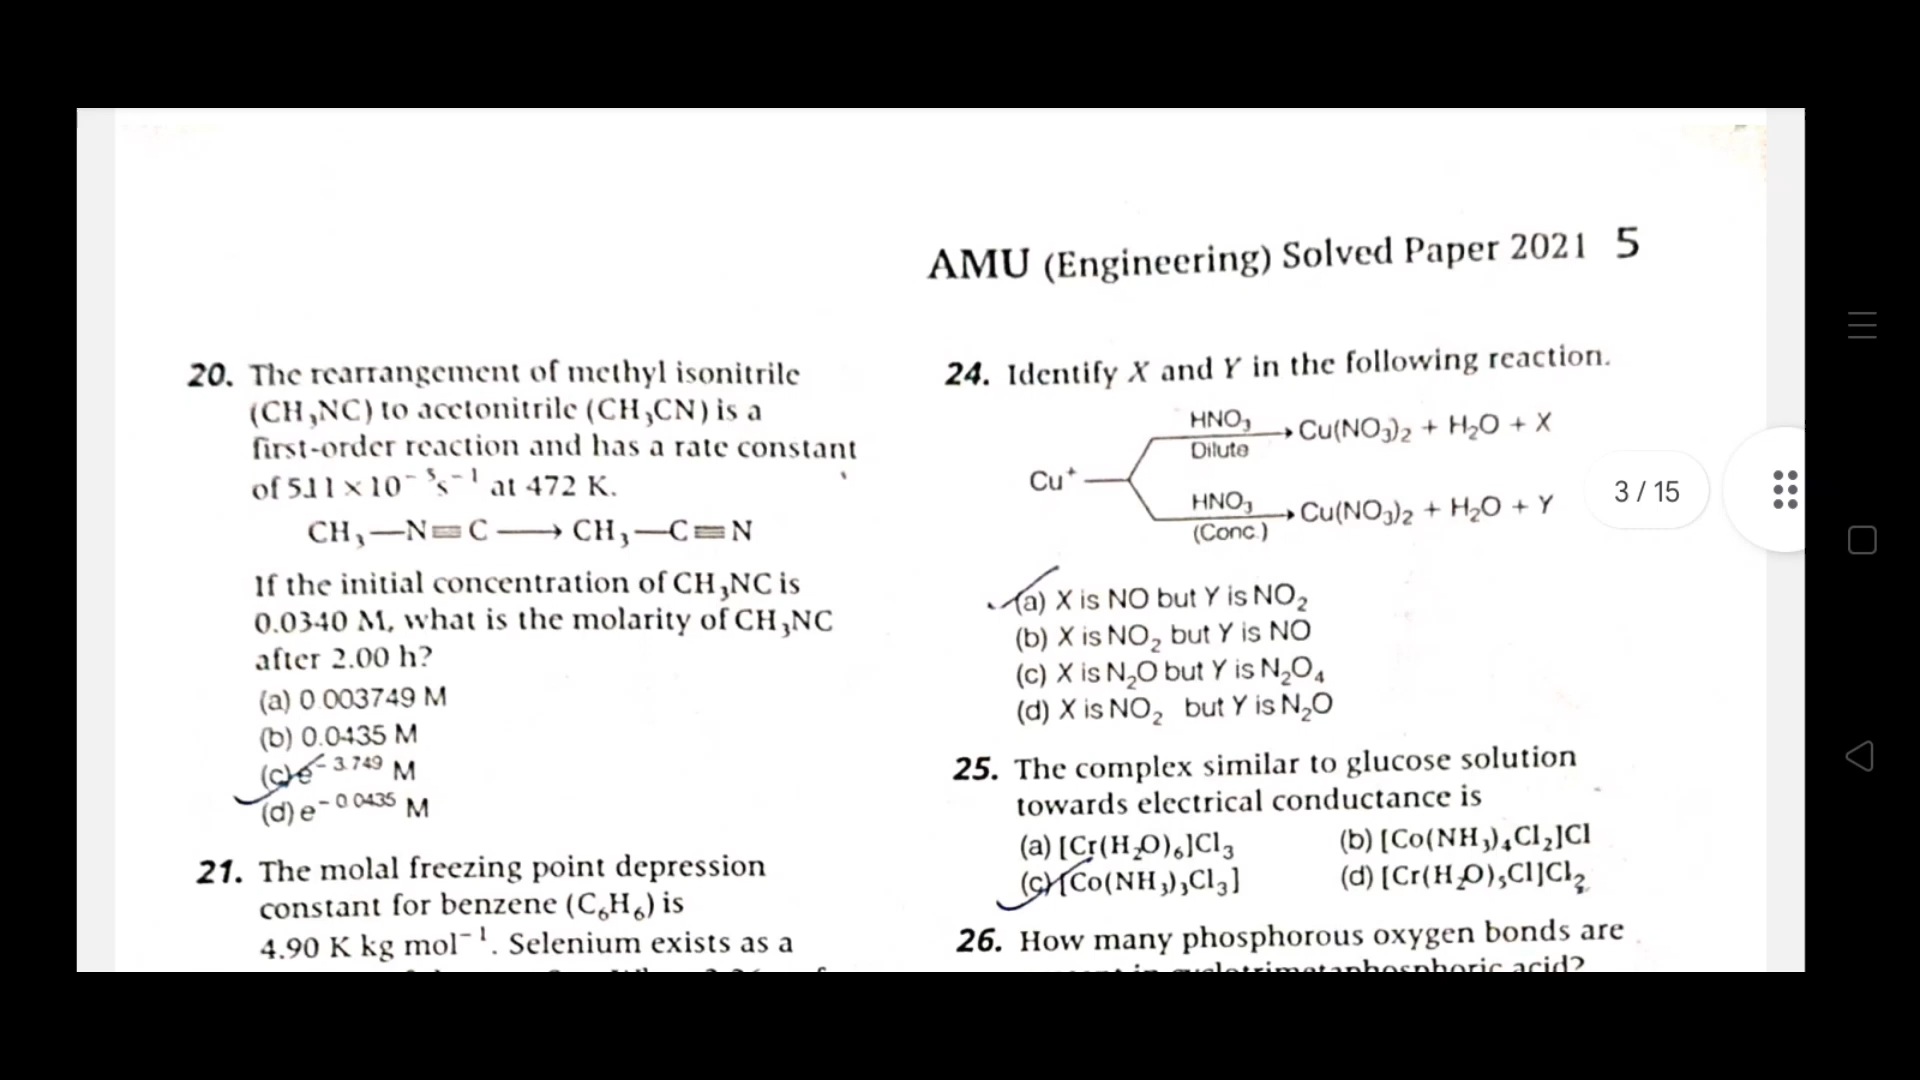 AMU (Engineering) Solved Paper 2021 5
20. The rearrangement of methyl isonitrile
(CH₃NC) to acetonitrile (CH₃CN) is a
first-order reaction and has a rate constant
of 5.11 × 10⁻⁵s⁻¹ at 472 K.
CH₃—N≡C ⟶ CH₃—C≡N
If the initial concentration of CH₃NC is
0.0340 M, what is the molarity of CH₃NC
after 2.00 h?
(a) 0.003749 M
(b) 0.0435 M
(c) e⁻³·⁷⁴⁹ M
(d) e⁻⁰·⁰⁴³⁵ M
21. The molal freezing point depression
constant for benzene (C₆H₆) is
4.90 K kg mol⁻¹. Selenium exists as a
24. Identify X and Y in the following reaction.
HNO₃
Dilute
→ Cu(NO₃)₂ + H₂O + X
Cu⁺
HNO₃
(Conc.)
→ Cu(NO₃)₂ + H₂O + Y
(a) X is NO but Y is NO₂
(b) X is NO₂ but Y is NO
(c) X is N₂O but Y is N₂O₄
(d) X is NO₂ but Y is N₂O
25. The complex similar to glucose solution
towards electrical conductance is
(a) [Cr(H₂O)₆]Cl₃ (b) [Co(NH₃)₄Cl₂]Cl
(c) [Co(NH₃)₃Cl₃] (d) [Cr(H₂O)₅Cl]Cl₂
26. How many phosphorous oxygen bonds are
in cyclotrimetaphosphoric acid?
3 / 15